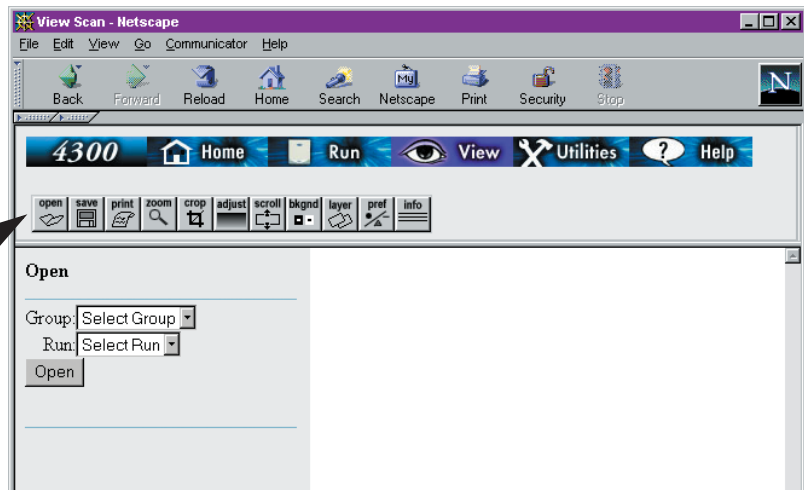 View Scan - Netscape
File Edit View Go Communicator Help
Back Forward Reload Home Search Netscape Print Security Stop
My
N
4300 Home Run View Utilities ? Help
open save print zoom crop adjust scroll bkgnd layer pref info
Open
Group: Select Group
Run: Select Run
Open